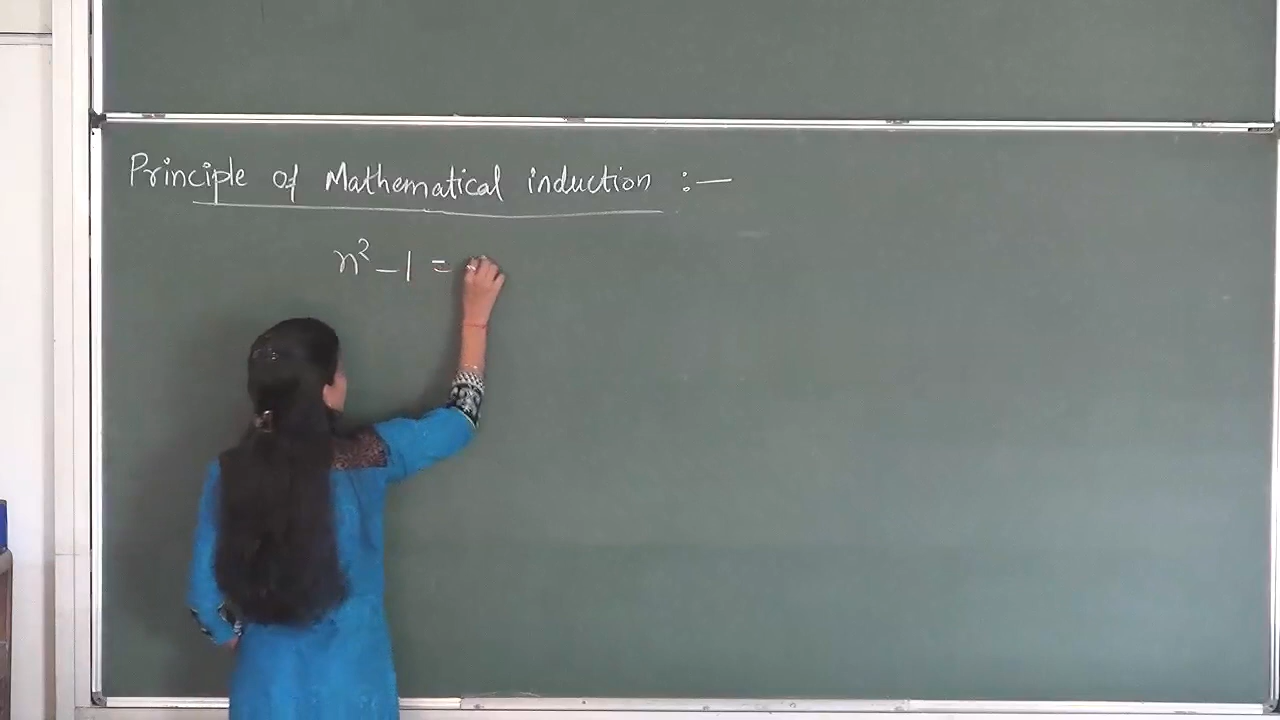 Principle of Mathematical induction :—
n² - 1 =